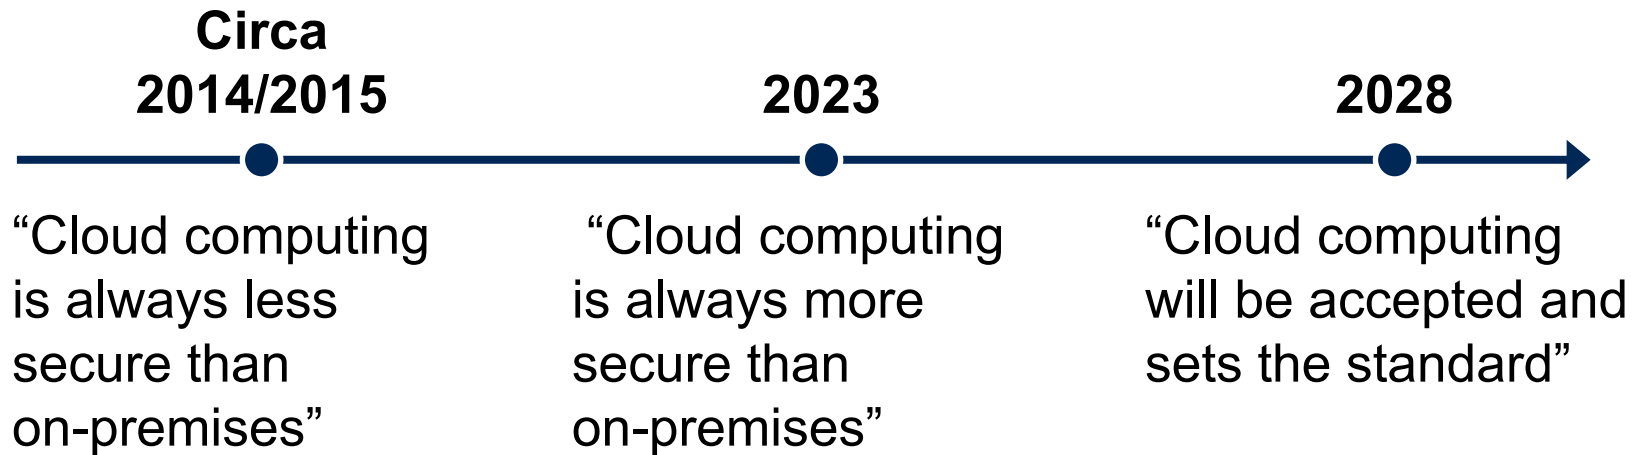 Circa
2014/2015
2023
2028
“Cloud computing
is always less
secure than
on-premises”
“Cloud computing
is always more
secure than
on-premises”
“Cloud computing
will be accepted and
sets the standard”